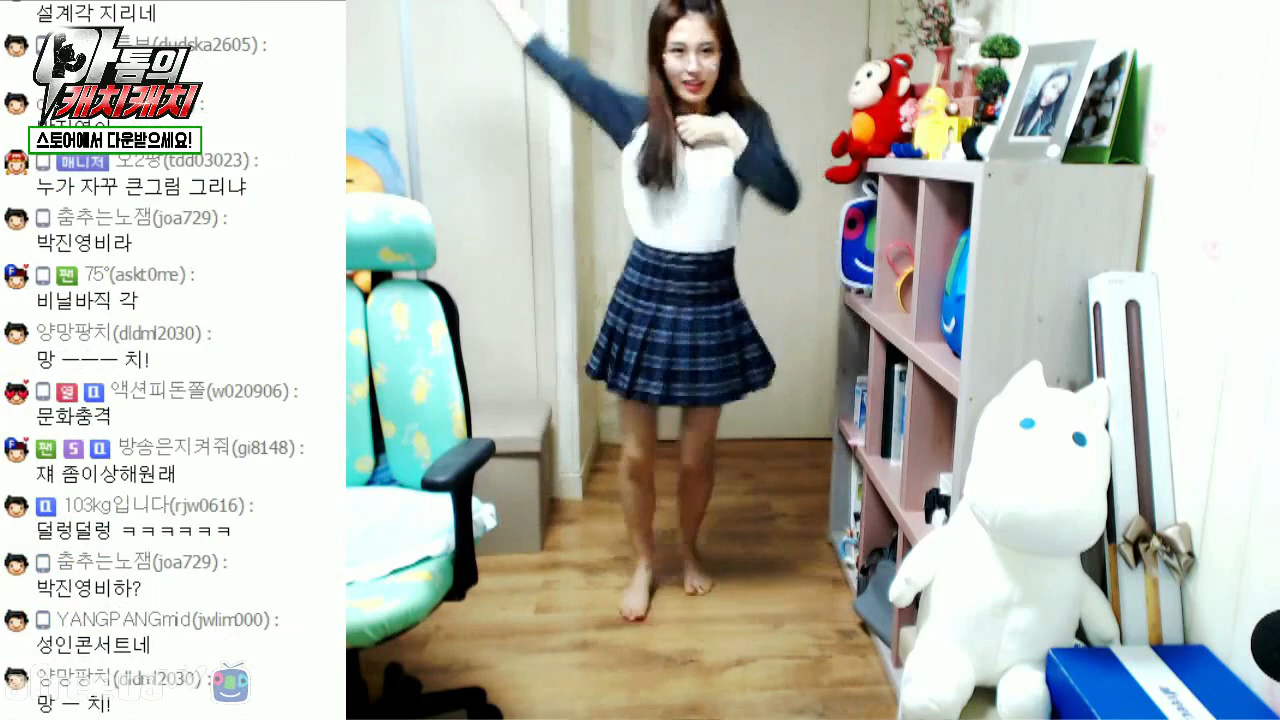 설계각 지리네
(dudska2605) :
마톰의
캐치캐치
스토어에서 다운받으세요!
매니저 오2광(tdd03023) :
누가 자꾸 큰그림 그리냐
춤추는노잼(joa729) :
박진영비라
팬 75°(askt0me) :
비닐바직 각
양망팡치(dldml2030) :
망 ㅡㅡㅡ 치!
열 액션피돈쫄(w020906) :
문화충격
팬 S 방송은지켜줘(gi8148) :
쟤 좀이상해원래
103kg입니다(rjw0616) :
덜렁덜렁 ㅋㅋㅋㅋㅋㅋ
춤추는노잼(joa729) :
박진영비하?
YANGPANGmid(jwlim000) :
성인콘서트네
양망팡치(dldml2030) :
망 ㅡ 치!